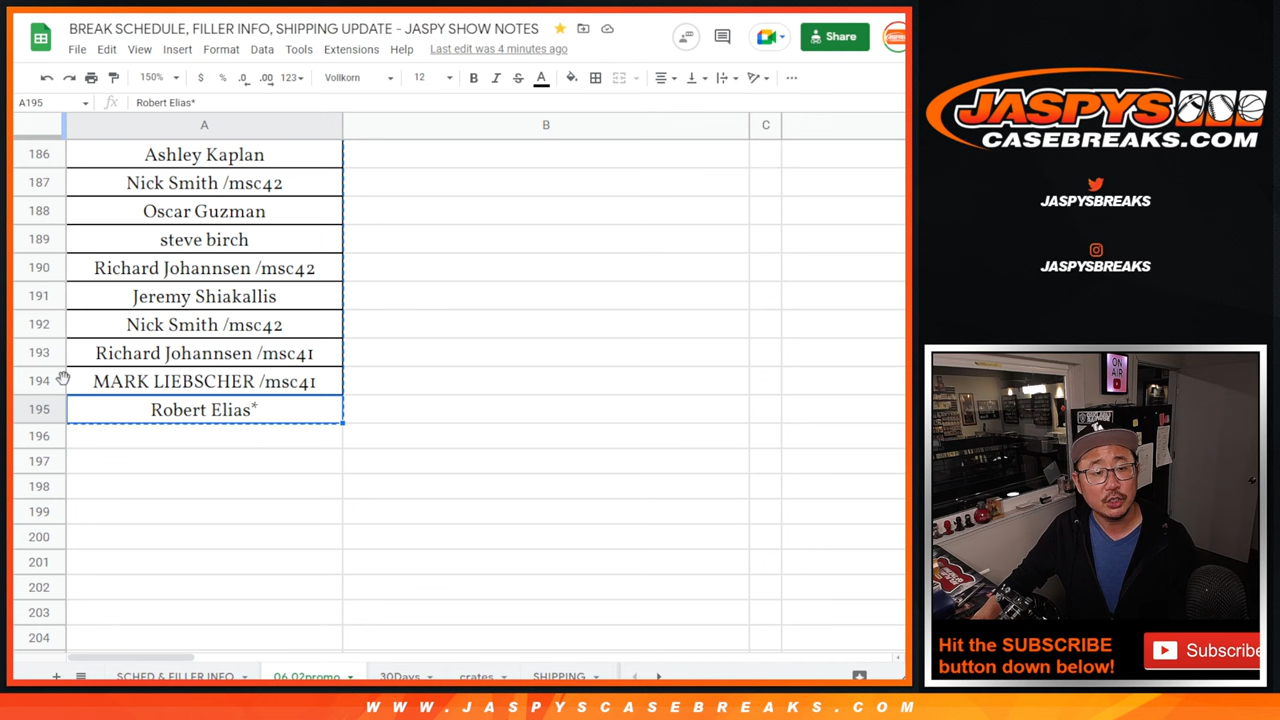 BREAK SCHEDULE, FILLER INFO, SHIPPING UPDATE - JASPY SHOW NOTES
File Edit View Insert Format Data Tools Extensions Help Last edit was 4 minutes ago
Share
150% $ % .0 .00 123 Vollkorn 12 B I S A
A195 fx Robert Elias*
A B C
186 Ashley Kaplan
187 Nick Smith /msc42
188 Oscar Guzman
189 steve birch
190 Richard Johannsen /msc42
191 Jeremy Shiakallis
192 Nick Smith /msc42
193 Richard Johannsen /msc41
194 MARK LIEBSCHER /msc41
195 Robert Elias*
196
197
198
199
200
201
202
203
204
SCHED & FILLER INFO 06.02promo 30Days crates SHIPPING
JASPYS
CASEBREAKS.COM
JASPYSBREAKS
JASPYSBREAKS
ON AIR
Hit the SUBSCRIBE
button down below!
Subscribe
WWW.JASPYSCASEBREAKS.COM